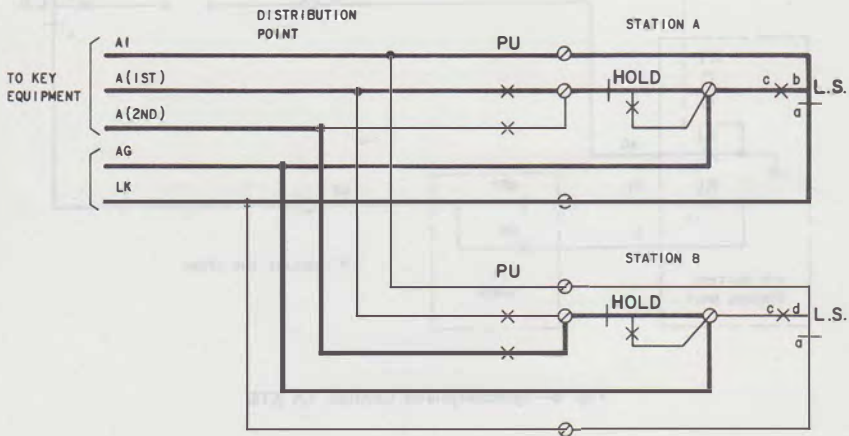 DISTRIBUTION
POINT
STATION A
A1
PU
TO KEY
EQUIPMENT
A(1ST)
HOLD
c b
L.S.
a
A(2ND)
AG
LK
STATION B
PU
HOLD
c d
L.S.
a